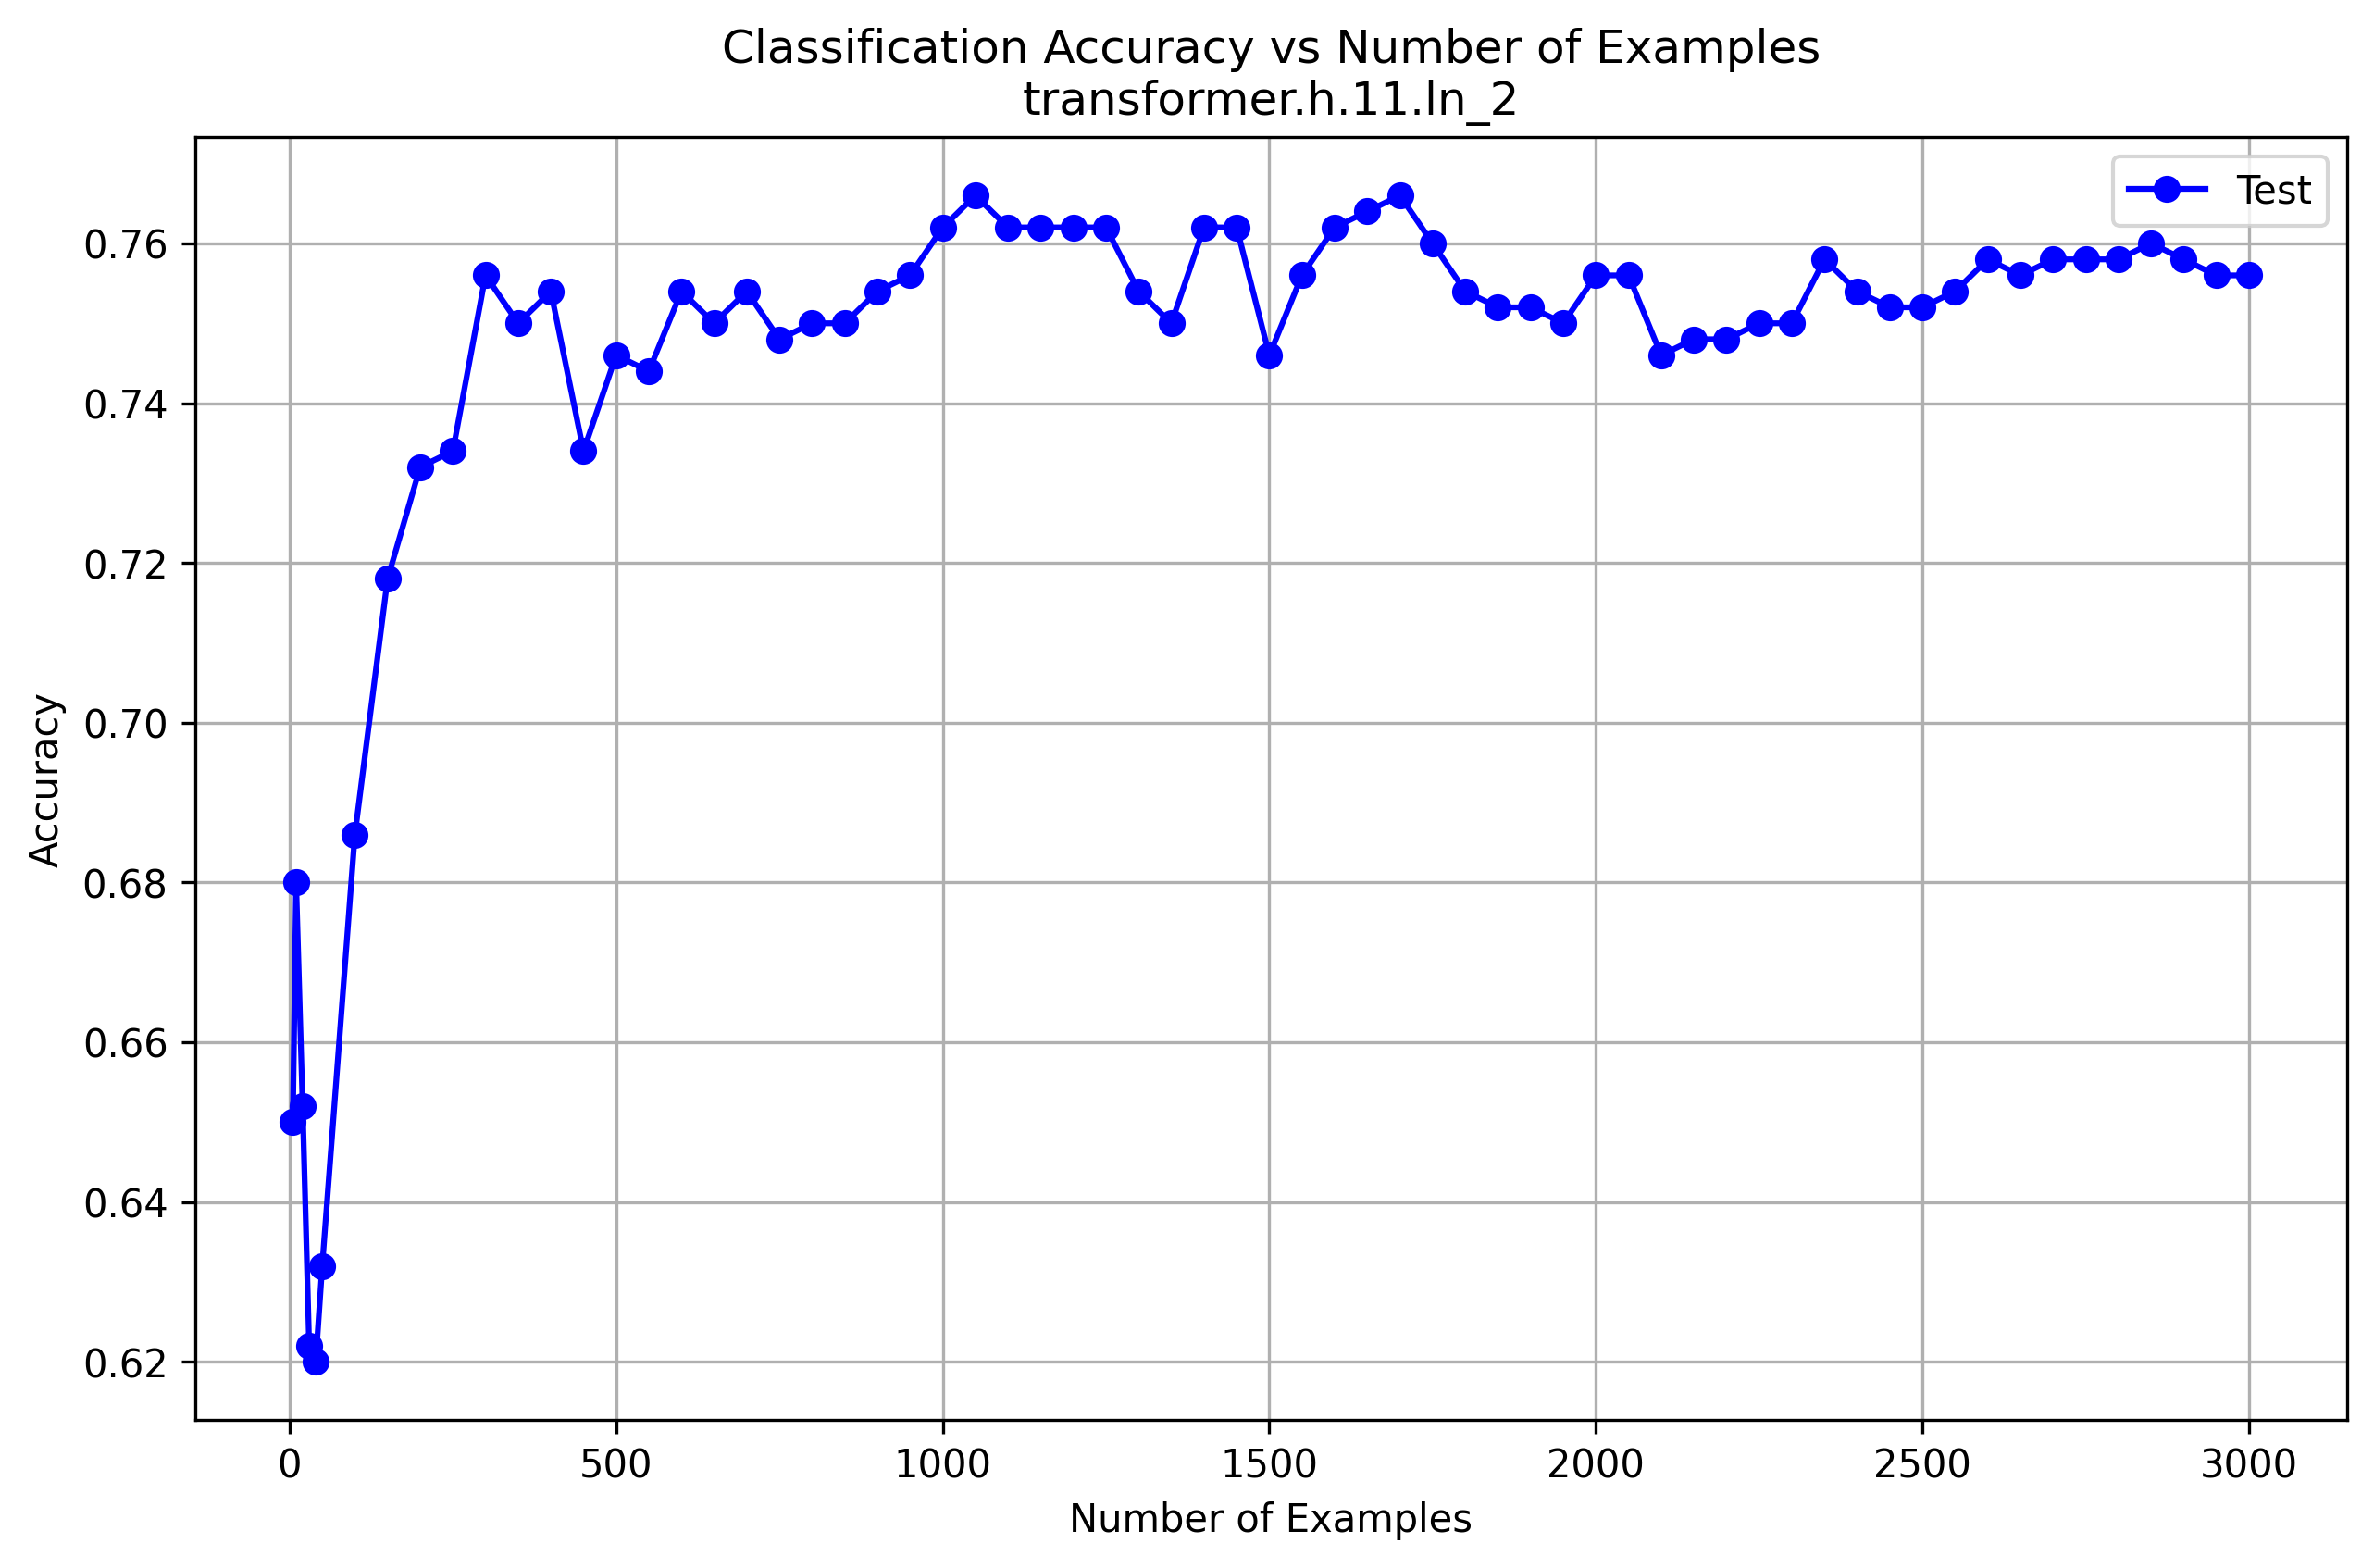 Classification Accuracy vs Number of Examples
transformer.h.11.ln_2
Test
0.76
0.74
0.72
0.70
0.68
0.66
0.64
0.62
Accuracy
0 500 1000 1500 2000 2500 3000
Number of Examples